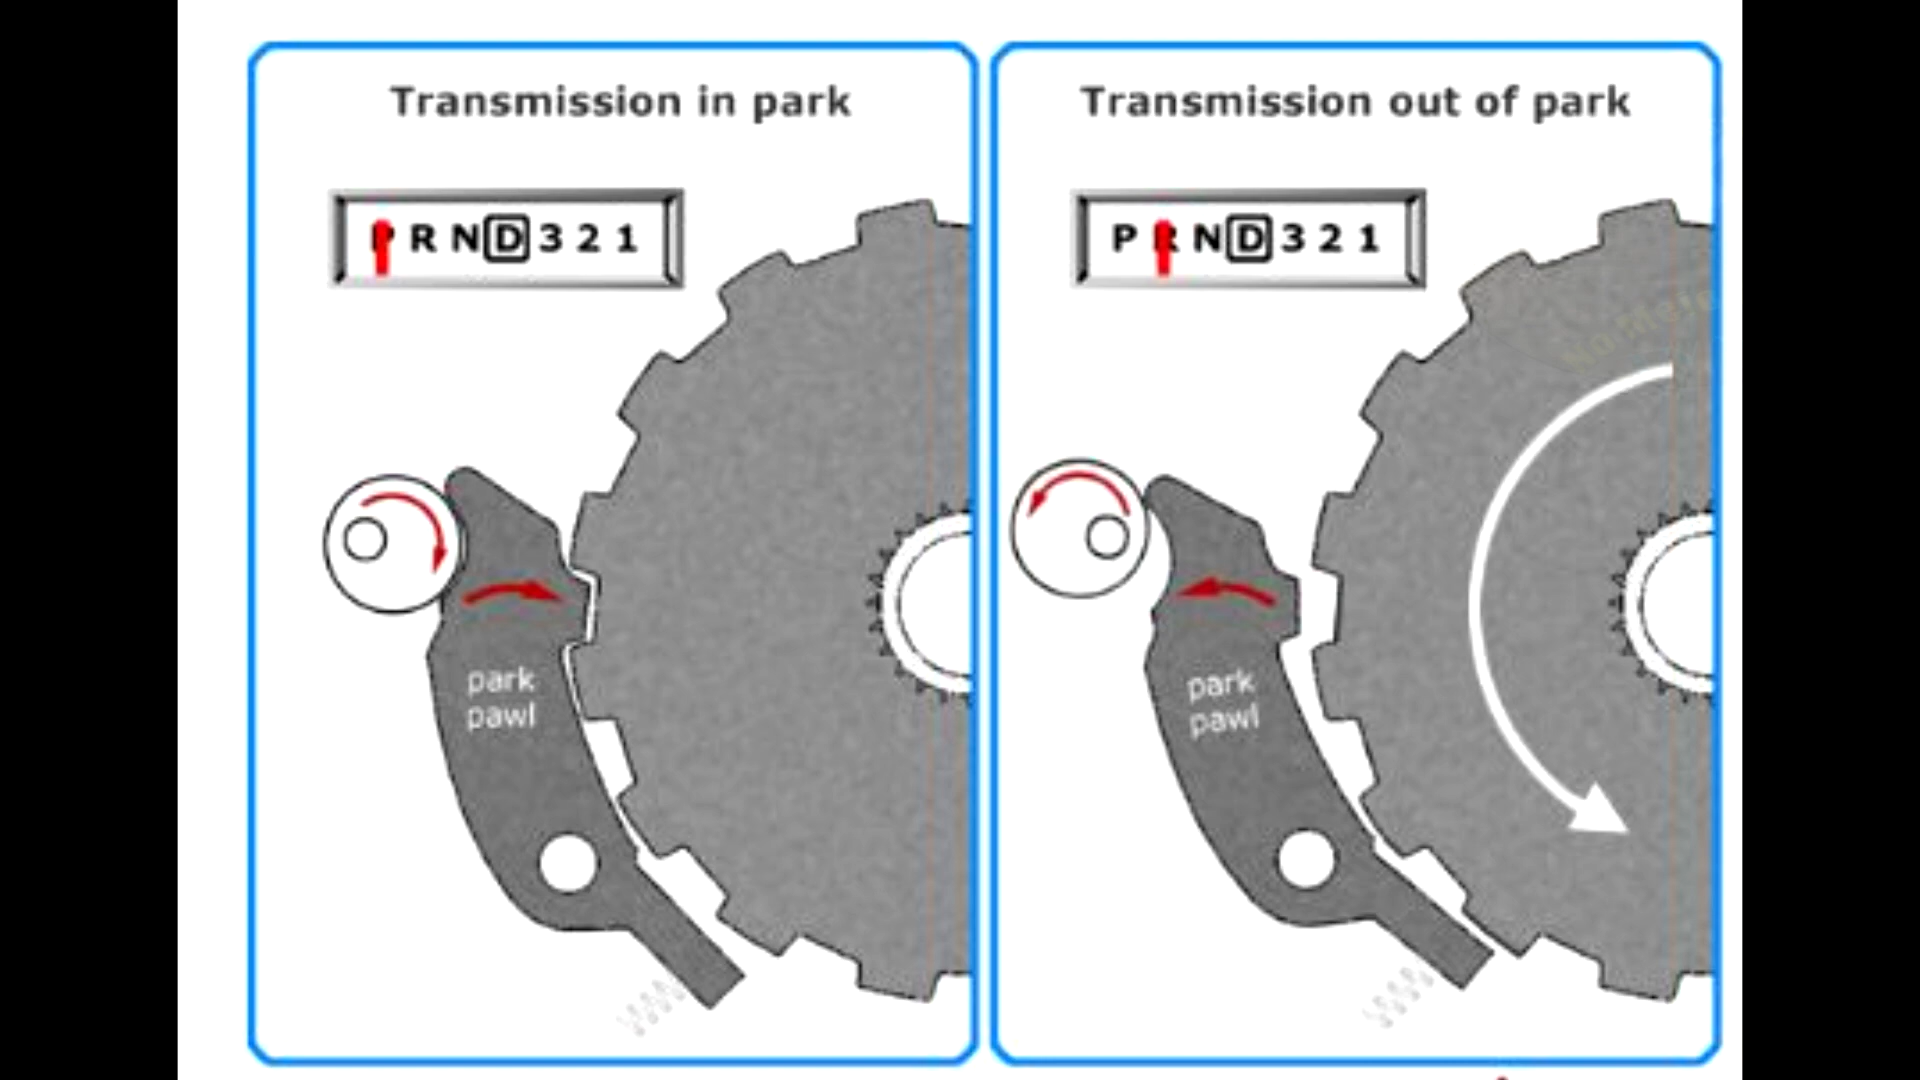 Transmission in park
P R N D 3 2 1
park
pawl
Transmission out of park
P R N D 3 2 1
park
pawl